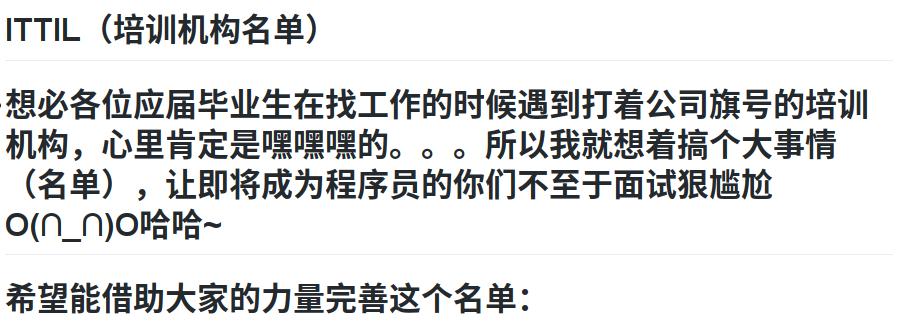 ITTIL（培训机构名单）
想必各位应届毕业生在找工作的时候遇到打着公司旗号的培训
机构，心里肯定是嘿嘿嘿的。。。所以我就想着搞个大事情
（名单），让即将成为程序员的你们不至于面试狠尴尬
O(∩_∩)O哈哈~
希望能借助大家的力量完善这个名单：